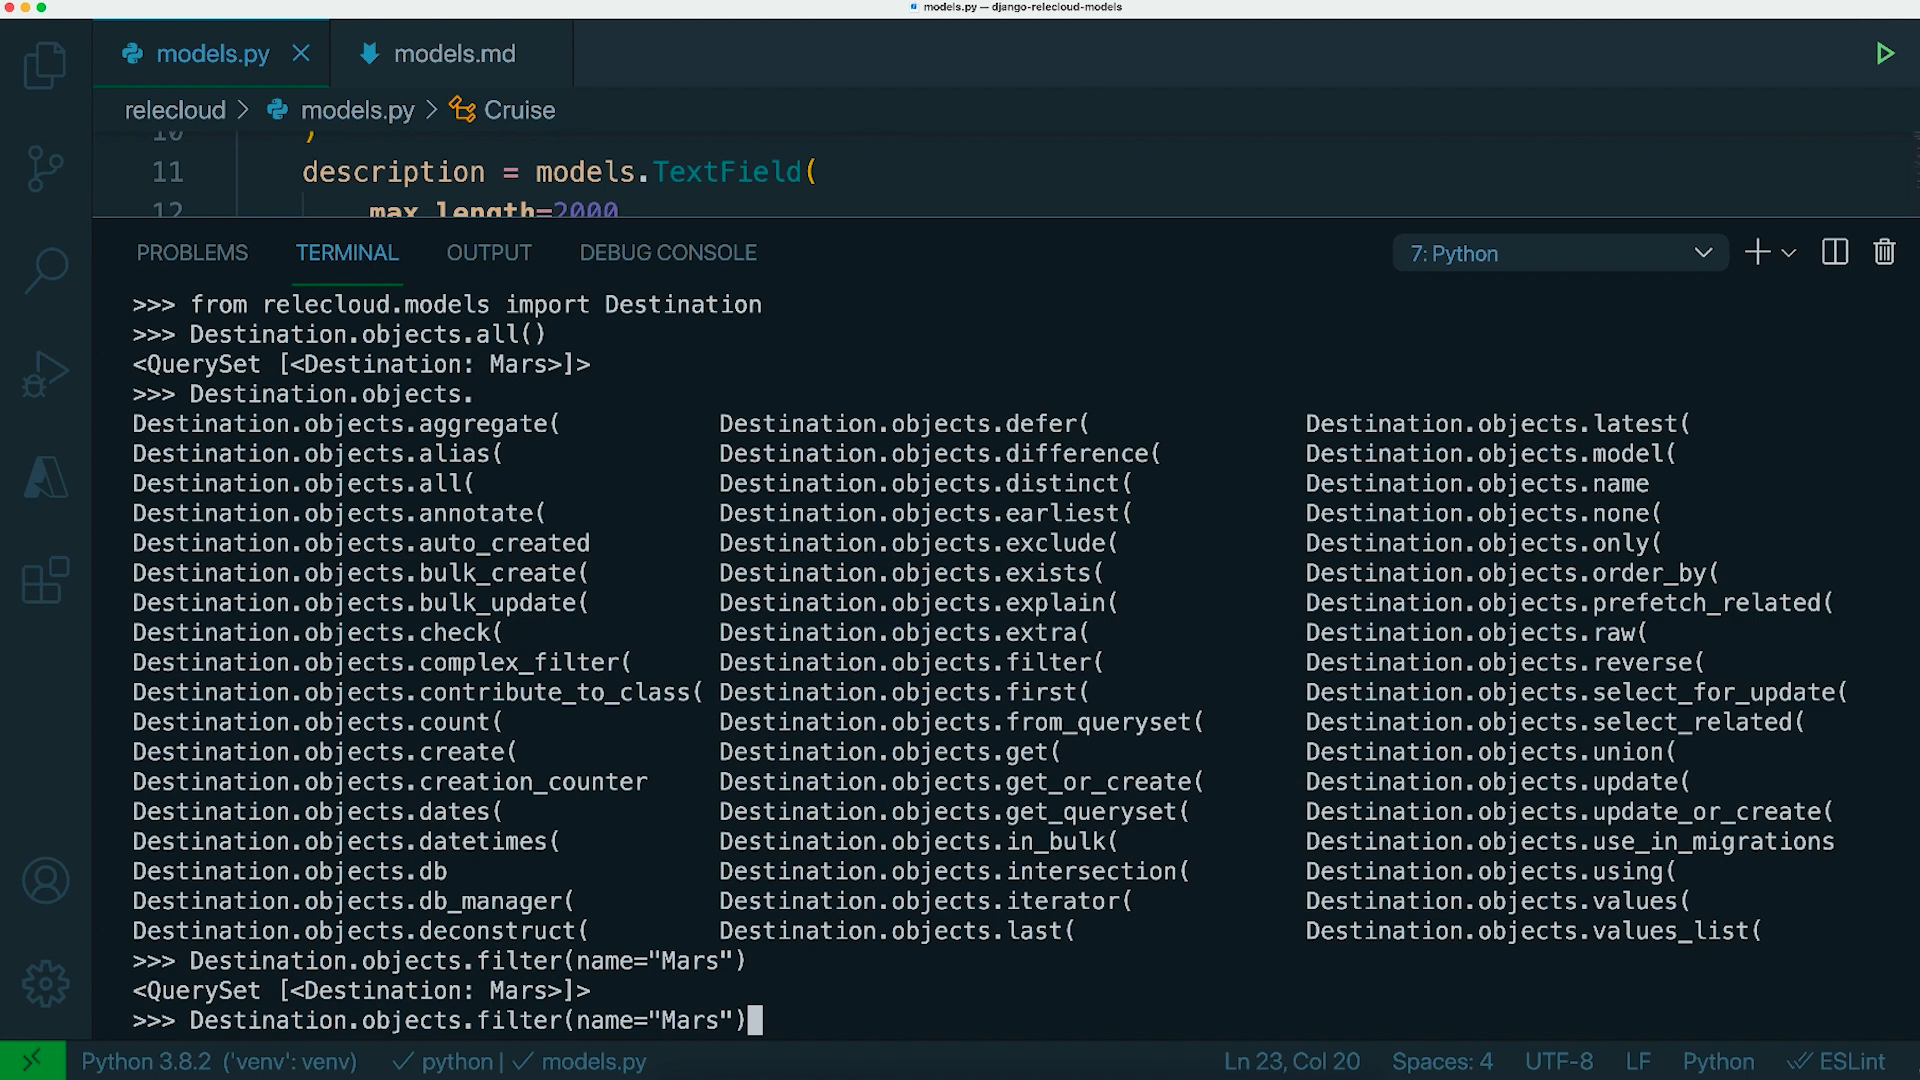 models.py — django-relecloud-models
models.py models.md
relecloud > models.py > Cruise
10 )
11 description = models.TextField(
12 max_length=2000
PROBLEMS TERMINAL OUTPUT DEBUG CONSOLE 7: Python
>>> from relecloud.models import Destination
>>> Destination.objects.all()
<QuerySet [<Destination: Mars>]>
>>> Destination.objects.
Destination.objects.aggregate( Destination.objects.defer( Destination.objects.latest(
Destination.objects.alias( Destination.objects.difference( Destination.objects.model(
Destination.objects.all( Destination.objects.distinct( Destination.objects.name
Destination.objects.annotate( Destination.objects.earliest( Destination.objects.none(
Destination.objects.auto_created Destination.objects.exclude( Destination.objects.only(
Destination.objects.bulk_create( Destination.objects.exists( Destination.objects.order_by(
Destination.objects.bulk_update( Destination.objects.explain( Destination.objects.prefetch_related(
Destination.objects.check( Destination.objects.extra( Destination.objects.raw(
Destination.objects.complex_filter( Destination.objects.filter( Destination.objects.reverse(
Destination.objects.contribute_to_class( Destination.objects.first( Destination.objects.select_for_update(
Destination.objects.count( Destination.objects.from_queryset( Destination.objects.select_related(
Destination.objects.create( Destination.objects.get( Destination.objects.union(
Destination.objects.creation_counter Destination.objects.get_or_create( Destination.objects.update(
Destination.objects.dates( Destination.objects.get_queryset( Destination.objects.update_or_create(
Destination.objects.datetimes( Destination.objects.in_bulk( Destination.objects.use_in_migrations
Destination.objects.db Destination.objects.intersection( Destination.objects.using(
Destination.objects.db_manager( Destination.objects.iterator( Destination.objects.values(
Destination.objects.deconstruct( Destination.objects.last( Destination.objects.values_list(
>>> Destination.objects.filter(name="Mars")
<QuerySet [<Destination: Mars>]>
>>> Destination.objects.filter(name="Mars")
Python 3.8.2 ('venv': venv) ✓ python | ✓ models.py Ln 23, Col 20 Spaces: 4 UTF-8 LF Python ESLint